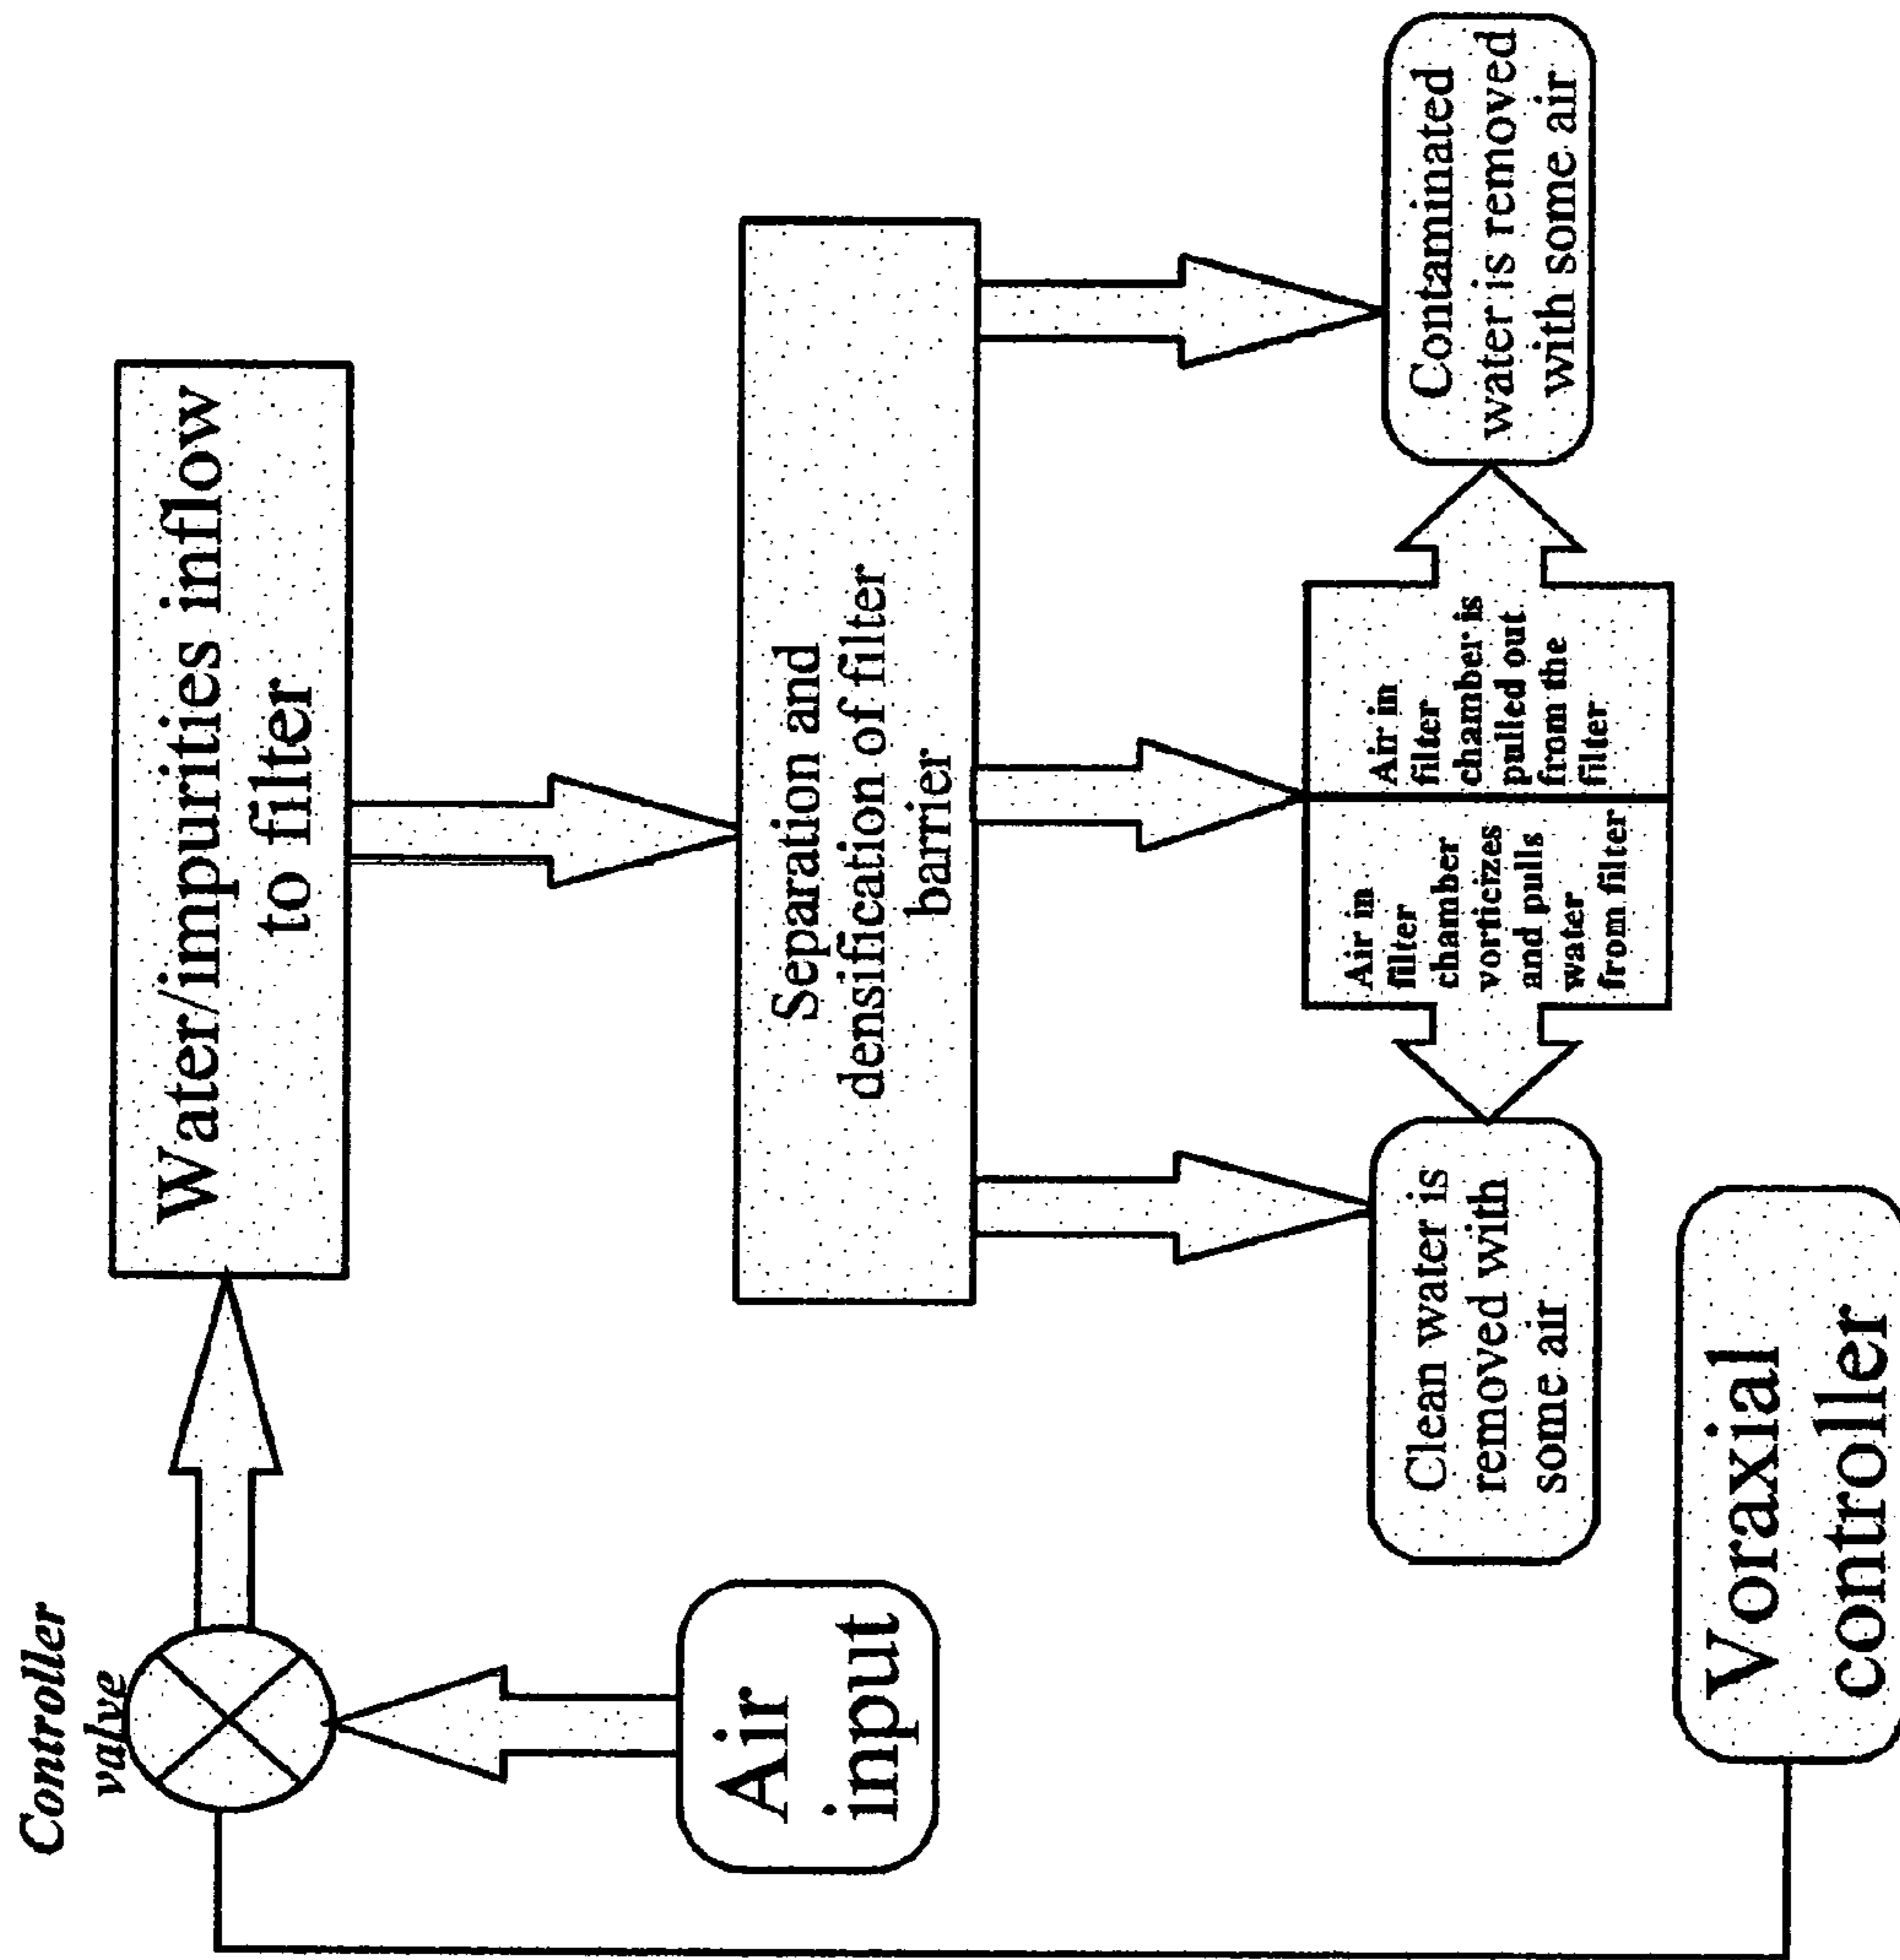 Controller
valve
Water/impurities inflow
to filter
Air
input
Separation and
densification of filter
barrier
Clean water is
removed with
some air
Air in
filter
chamber
vorticizes
and pulls
water
from filter
Air in
filter
chamber is
pulled out
from the
filter
Contaminated
water is removed
with some air
Voraxial
controller